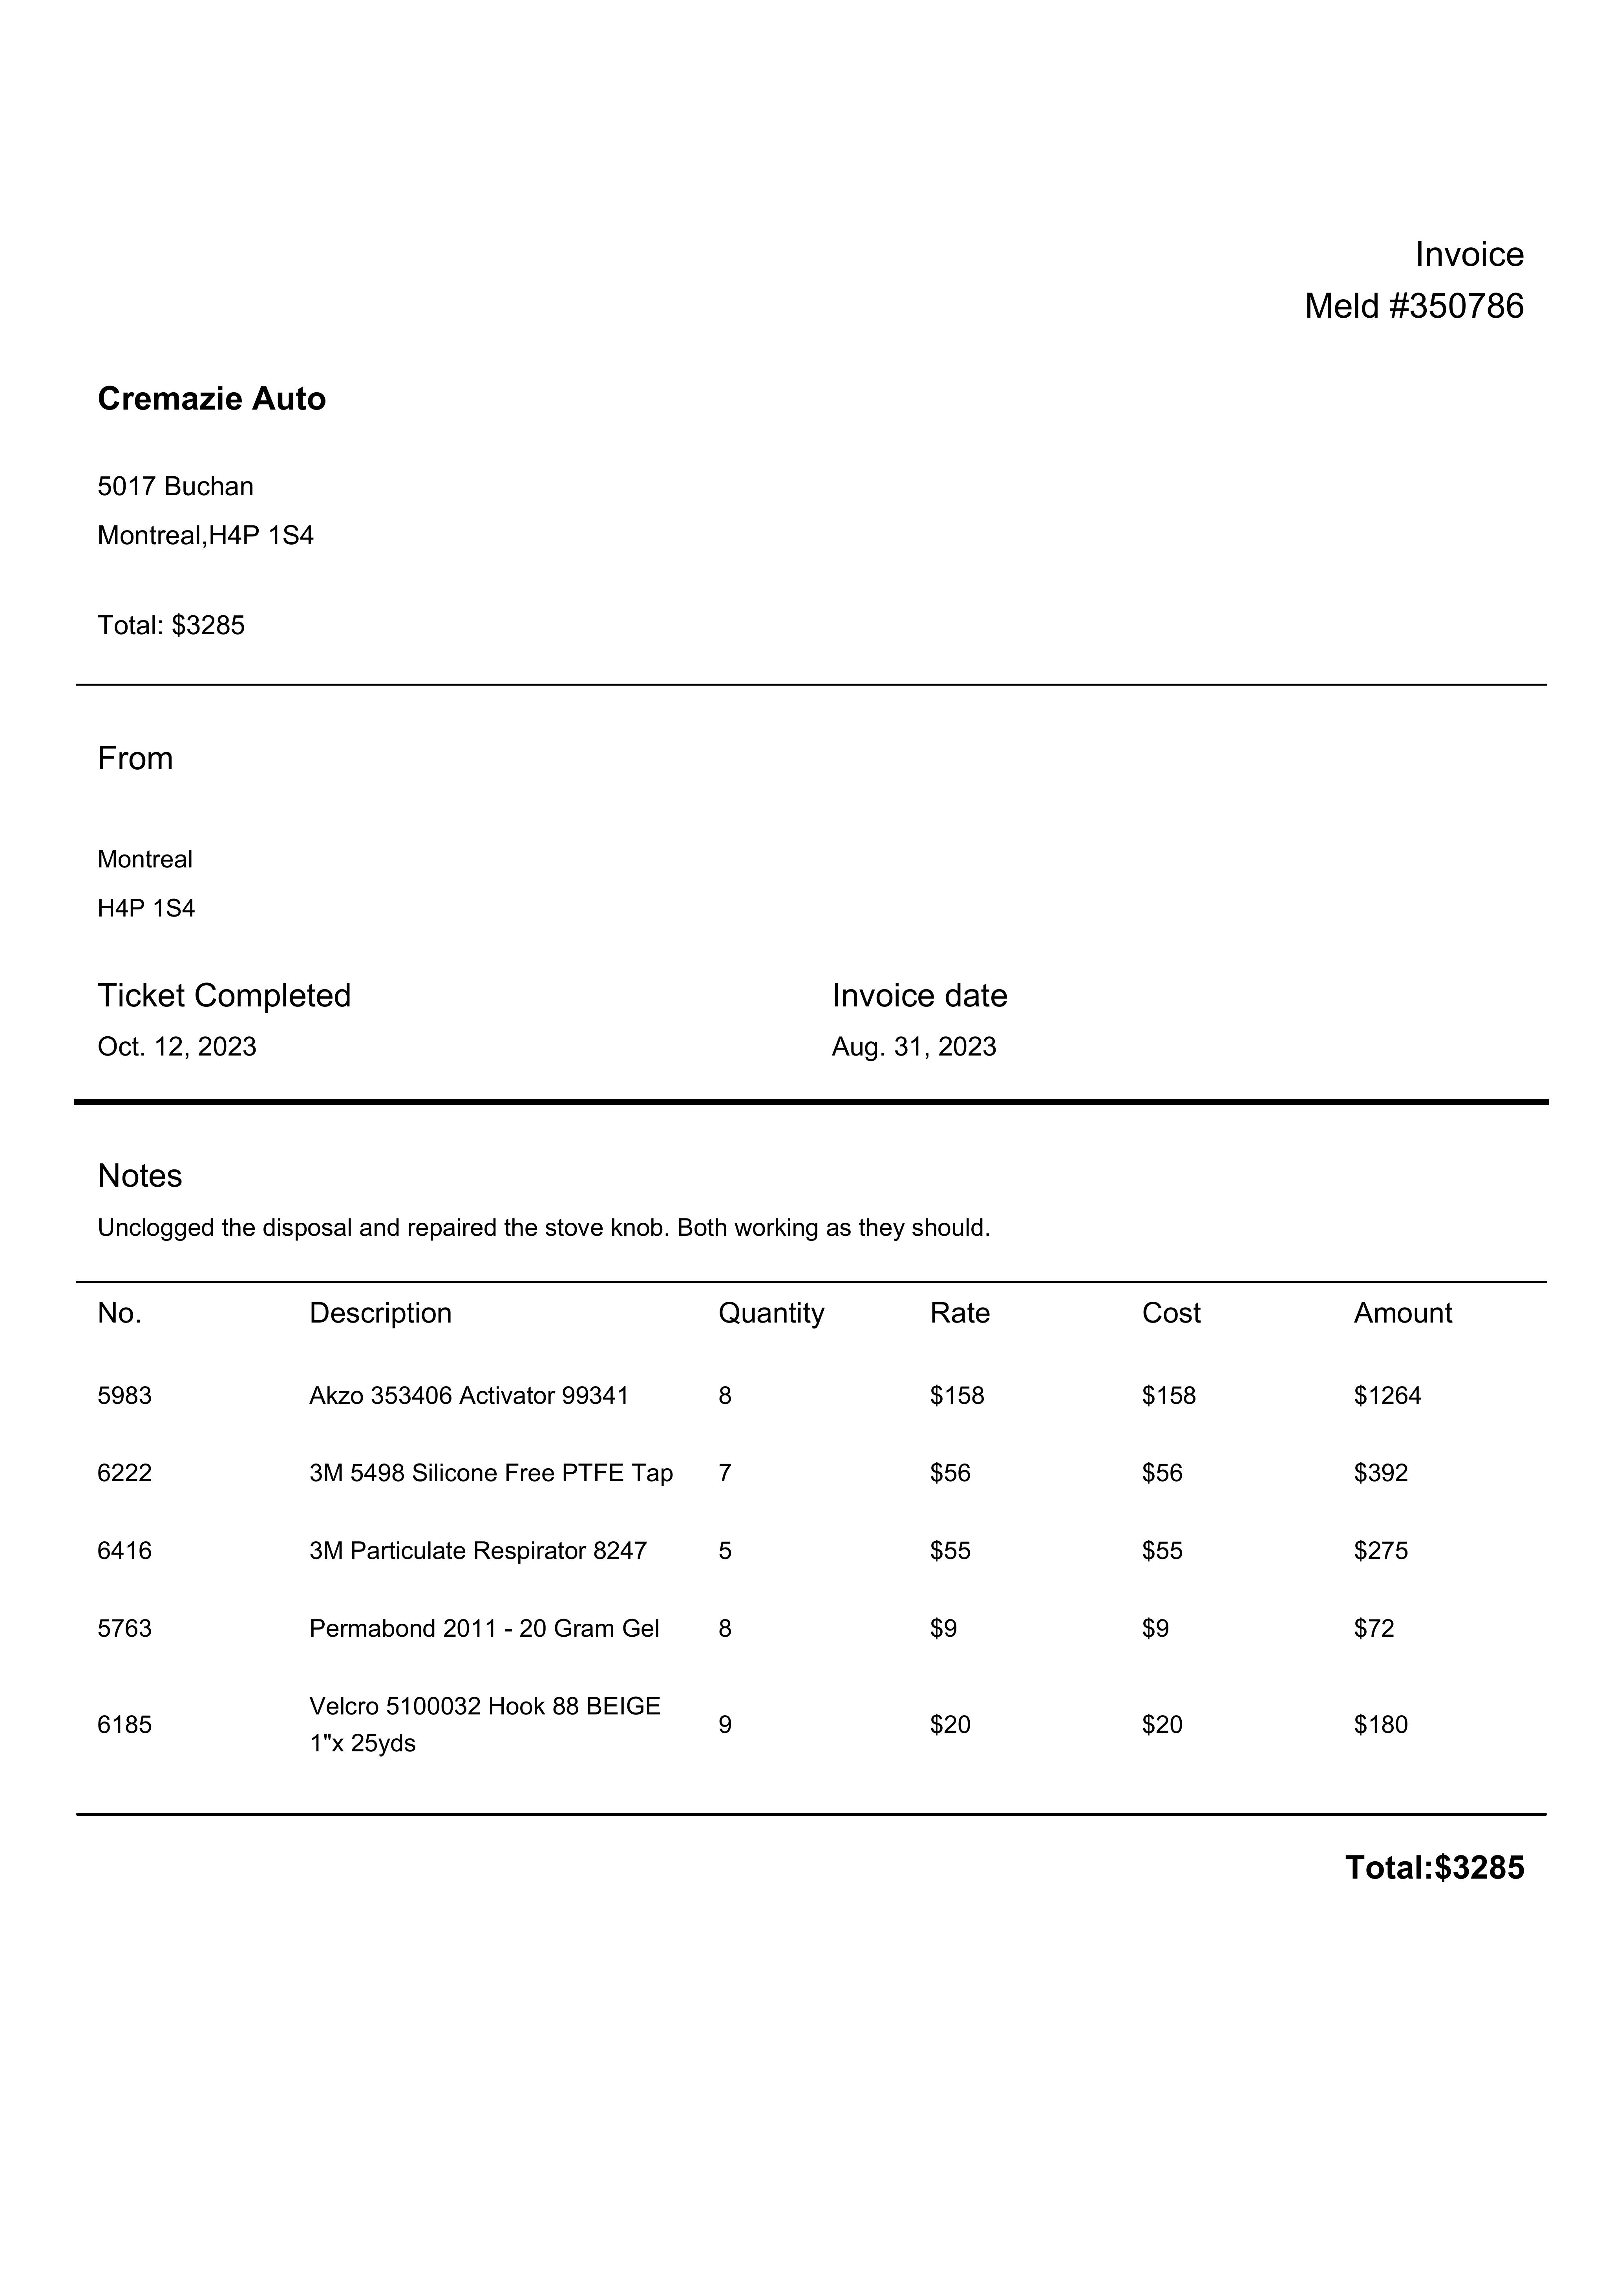 Invoice
Meld #350786
Cremazie Auto
5017 Buchan
Montreal,H4P 1S4
Total: $3285
From
Montreal
H4P 1S4
Ticket Completed Invoice date
Oct. 12, 2023 Aug. 31, 2023
Notes
Unclogged the disposal and repaired the stove knob. Both working as they should.
No. Description Quantity Rate Cost Amount
5983 Akzo 353406 Activator 99341 8 $158 $158 $1264
6222 3M 5498 Silicone Free PTFE Tap 7 $56 $56 $392
6416 3M Particulate Respirator 8247 5 $55 $55 $275
5763 Permabond 2011 - 20 Gram Gel 8 $9 $9 $72
6185 Velcro 5100032 Hook 88 BEIGE 9 $20 $20 $180
1"x 25yds
Total:$3285